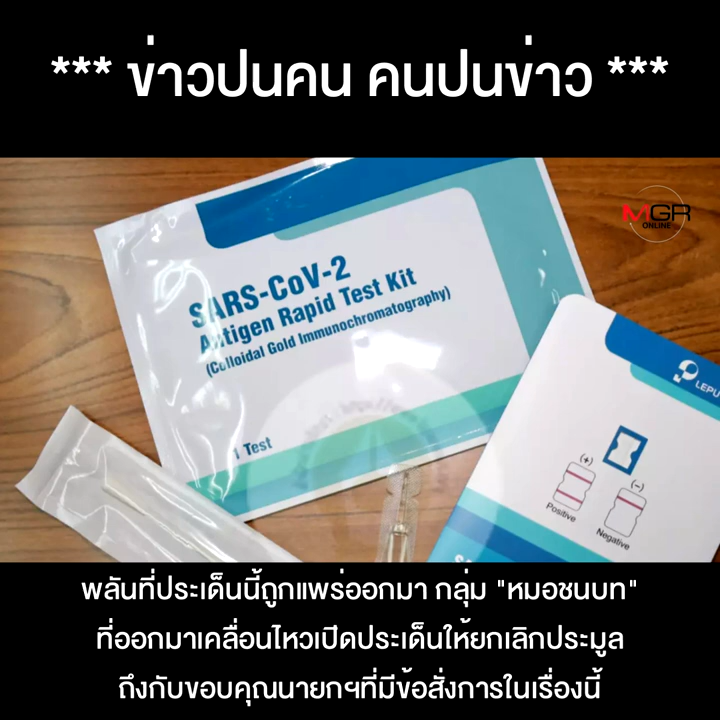 *** ข่าวปนคน คนปนข่าว ***
MGR
ONLINE
SARS-CoV-2
Antigen Rapid Test Kit
(Colloidal Gold Immunochromatography)
1 Test
LEPU
(+)
(-)
Positive
Negative
พลันที่ประเด็นนี้ถูกแพร่ออกมา กลุ่ม "หมอชนบท"
ที่ออกมาเคลื่อนไหวเปิดประเด็นให้ยกเลิกประมูล
ถึงกับขอบคุณนายกฯที่มีข้อสั่งการในเรื่องนี้